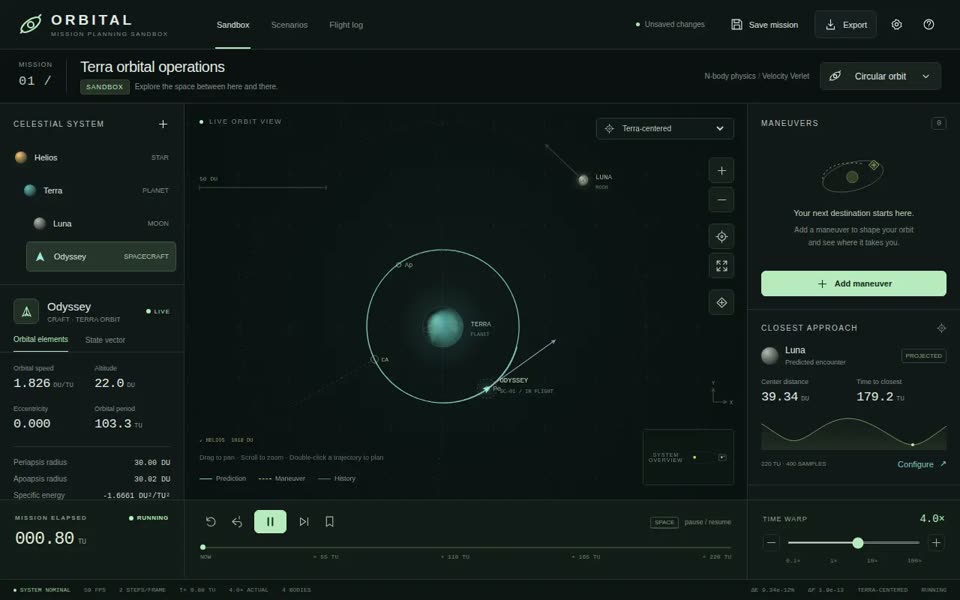 ORBITAL
MISSION PLANNING SANDBOX
Sandbox
Scenarios
Flight log
Unsaved changes
Save mission
Export
MISSION
01 /
Terra orbital operations
SANDBOX
Explore the space between here and there.
N-body physics / Velocity Verlet
Circular orbit
CELESTIAL SYSTEM
Helios STAR
Terra PLANET
Luna MOON
Odyssey SPACECRAFT
Odyssey
CRAFT · TERRA ORBIT
LIVE
Orbital elements
State vector
Orbital speed
1.826 DU/TU
Altitude
22.0 DU
Eccentricity
0.000
Orbital period
103.3 TU
Periapsis radius 30.00 DU
Apoapsis radius 30.02 DU
Specific energy -1.6661 DU²/TU²
LIVE ORBIT VIEW
Terra-centered
50 DU
LUNA
MOON
Ap
TERRA
PLANET
CA
ODYSSEY
Pe
SC-01 / IN FLIGHT
Y
X
HELIOS 1010 DU
Drag to pan · Scroll to zoom · Double-click a trajectory to plan
Prediction
Maneuver
History
SYSTEM
OVERVIEW
MANEUVERS
0
Your next destination starts here.
Add a maneuver to shape your orbit
and see where it takes you.
Add maneuver
CLOSEST APPROACH
Luna
Predicted encounter
PROJECTED
Center distance
39.34 DU
Time to closest
179.2 TU
220 TU · 400 SAMPLES
Configure ↗
MISSION ELAPSED
RUNNING
000.80 TU
SPACE pause / resume
NOW
+ 55 TU
+ 110 TU
+ 165 TU
+ 220 TU
TIME WARP
4.0×
0.1×
1×
10×
100×
SYSTEM NOMINAL
2 STEPS/FRAME
T+ 0.80 TU
4.0× ACTUAL
4 BODIES
TERRA-CENTERED
RUNNING